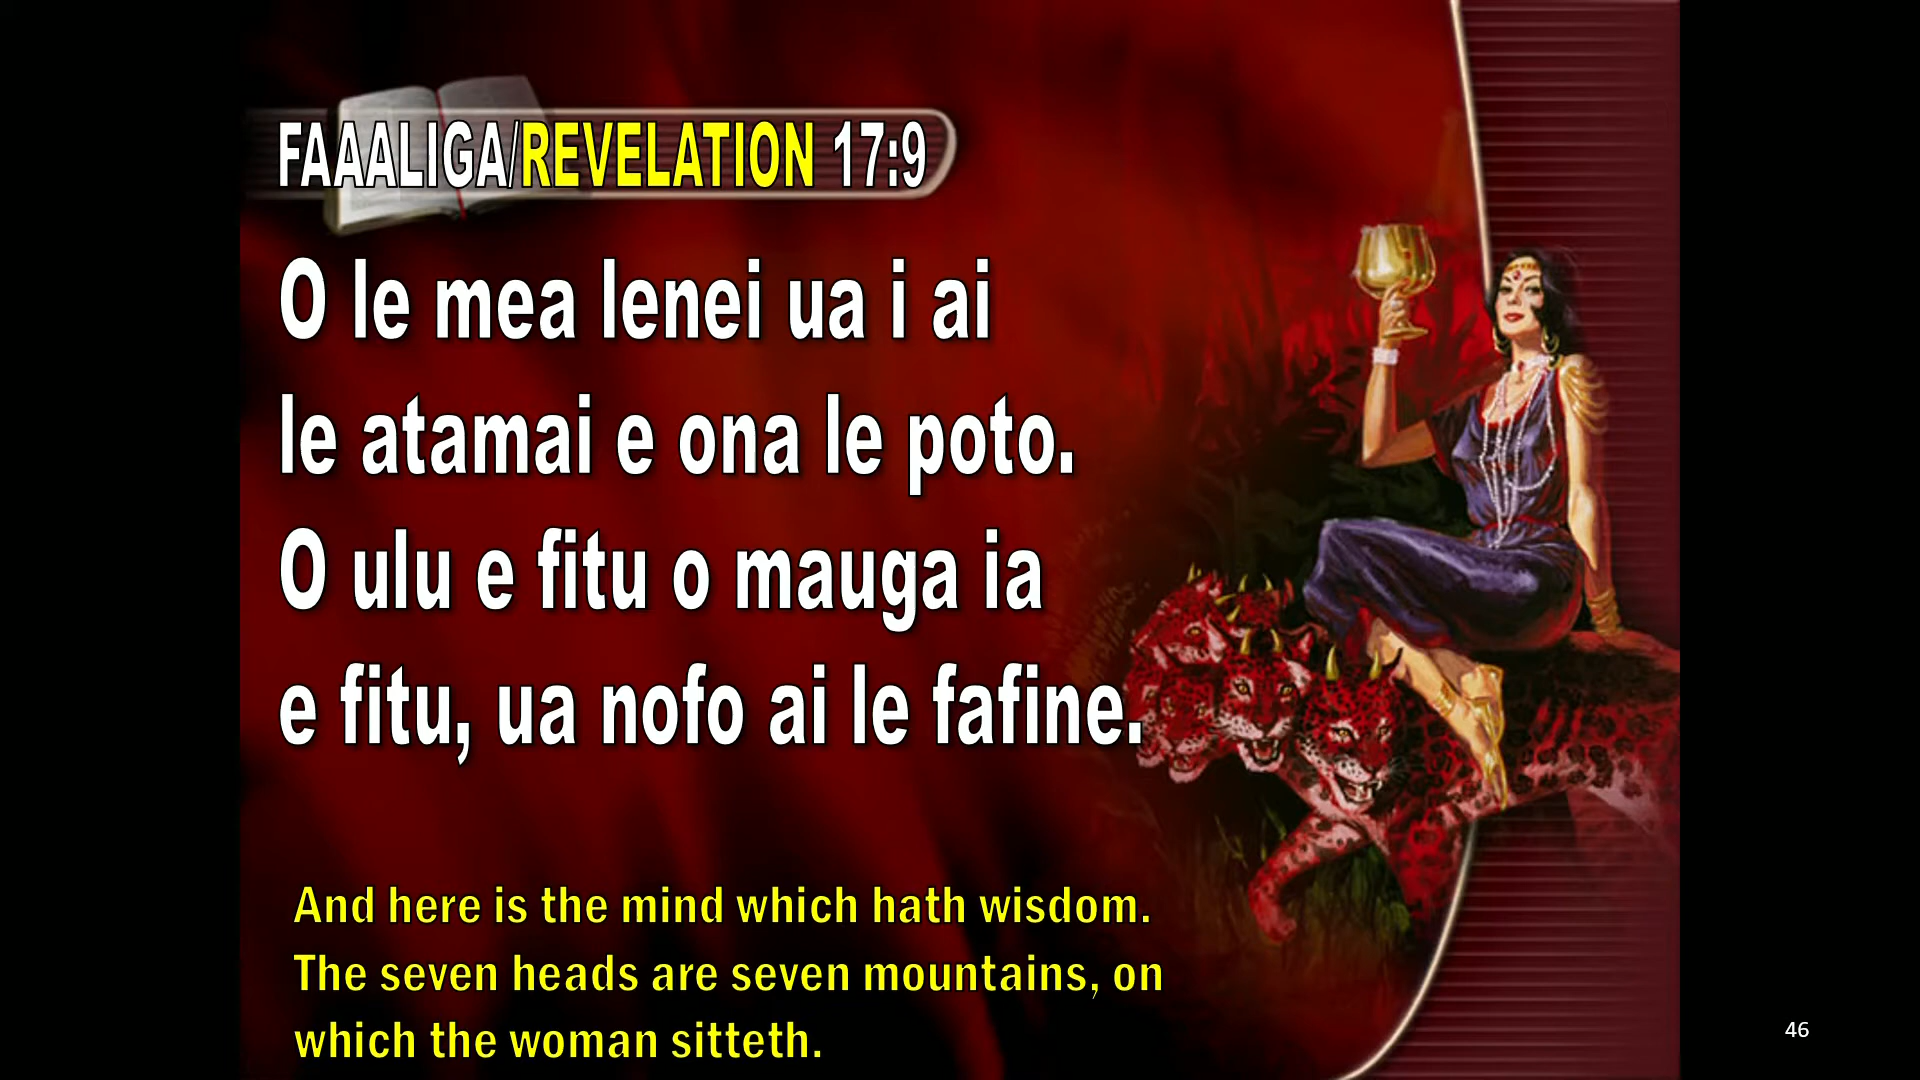 FAAALIGA/REVELATION 17:9
O le mea lenei ua i ai
le atamai e ona le poto.
O ulu e fitu o mauga ia
e fitu, ua nofo ai le fafine.
And here is the mind which hath wisdom.
The seven heads are seven mountains, on
which the woman sitteth.
46